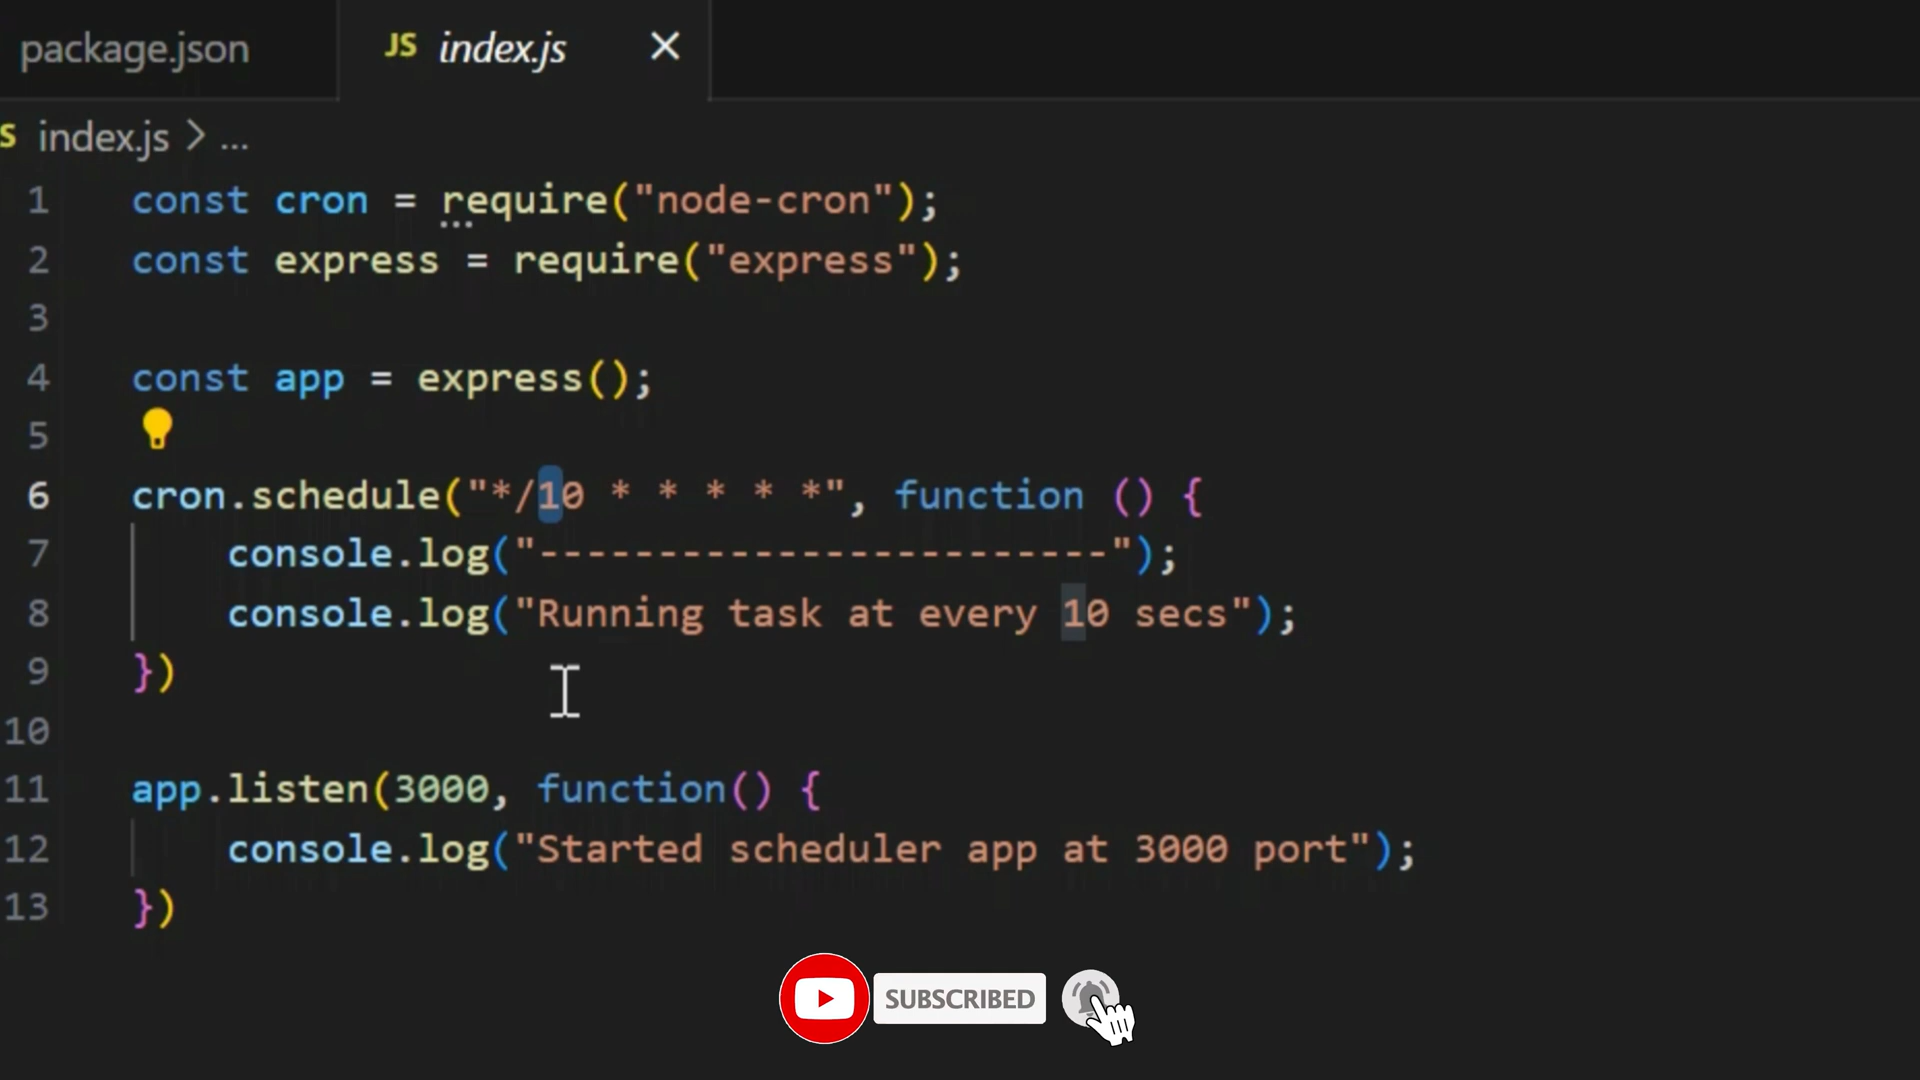 package.json JS index.js
S index.js > ...
1 const cron = require("node-cron");
2 const express = require("express");
3
4 const app = express();
5
6 cron.schedule("*/10 * * * * *", function () {
7 console.log("------------------------");
8 console.log("Running task at every 10 secs");
9 })
10
11 app.listen(3000, function() {
12 console.log("Started scheduler app at 3000 port");
13 })
SUBSCRIBED